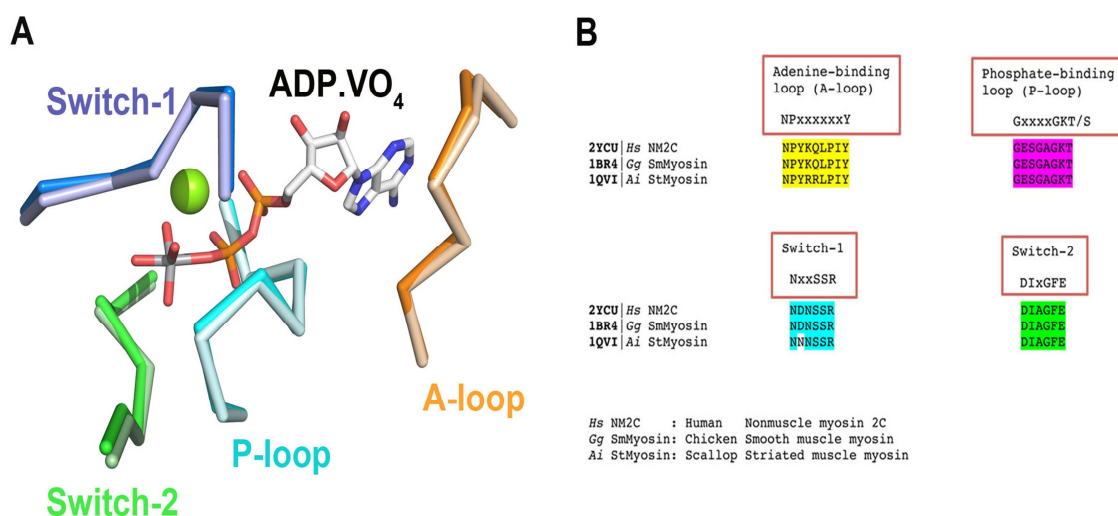 A
Switch-1
ADP.VO4
A-loop
P-loop
Switch-2
B
Adenine-binding
loop (A-loop)
NPxxxxxxY
Phosphate-binding
loop (P-loop)
GxxxxGKT/S
2YCU|Hs NM2C NPYKQLPIY GESGAGKT
1BR4|Gg SmMyosin NPYKQLPIY GESGAGKT
1QVI|Ai StMyosin NPYRRLPIY GESGAGKT
Switch-1
NxxSSR
Switch-2
DIxGFE
2YCU|Hs NM2C NDNSSR DIAGFE
1BR4|Gg SmMyosin NDNSSR DIAGFE
1QVI|Ai StMyosin NNNSSR DIAGFE
Hs NM2C : Human Nonmuscle myosin 2C
Gg SmMyosin: Chicken Smooth muscle myosin
Ai StMyosin: Scallop Striated muscle myosin